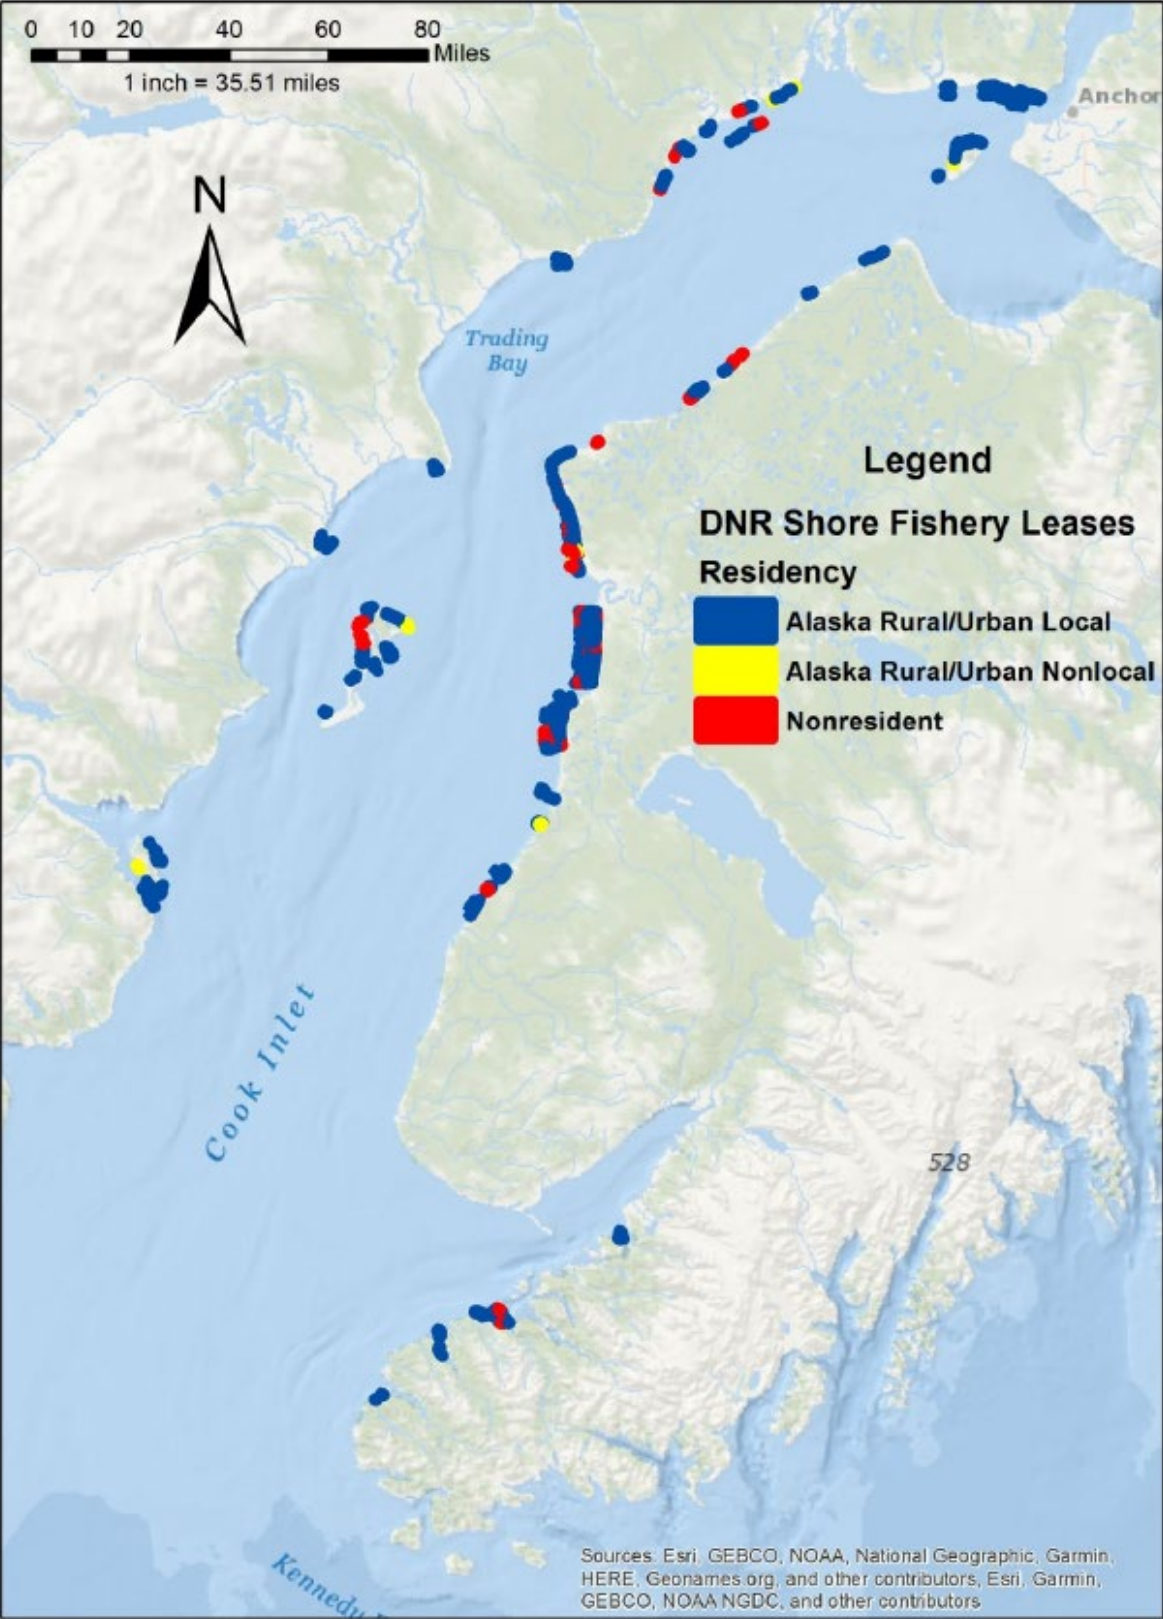 0 10 20 40 60 80
Miles
1 inch = 35.51 miles
Anchor
N
Trading
Bay
Legend
DNR Shore Fishery Leases
Residency
Alaska Rural/Urban Local
Alaska Rural/Urban Nonlocal
Nonresident
Cook Inlet
528
Kennedy
Sources: Esri, GEBCO, NOAA, National Geographic, Garmin,
HERE, Geonames.org, and other contributors, Esri, Garmin,
GEBCO, NOAA NGDC, and other contributors